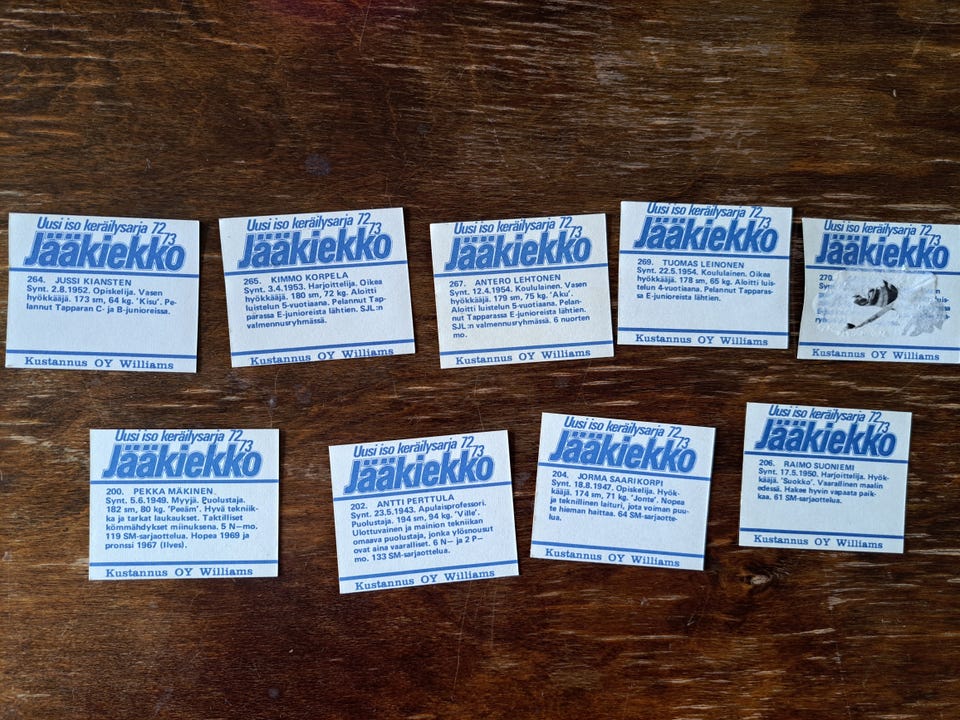 Uusi iso keräilysarja 72
73
Jääkiekko
264. JUSSI KIANSTEN
Synt. 2.8.1952. Opiskelija. Vasen
hyökkääjä. 173 sm, 64 kg. 'Kisu'. Pe-
lannut Tapparan C- ja B-junioreissa.
Kustannus OY Williams
Uusi iso keräilysarja 72
73
Jääkiekko
265. KIMMO KORPELA
Synt. 3.4.1953. Harjoittelija. Oikea
hyökkääjä. 180 sm, 72 kg. Aloitti
luistelun 5-vuotiaana. Pelannut Tap-
parassa E-junioreista lähtien. SJL:n
valmennusryhmässä.
Kustannus OY Williams
Uusi iso keräilysarja 72
73
Jääkiekko
267. ANTERO LEHTONEN
Synt. 12.4.1954. Koululainen. Vasen
hyökkääjä. 179 sm, 75 kg. 'Aku'.
Aloitti luistelun 5-vuotiaana. Pelan-
nut Tapparassa E-junioreista lähtien.
SJL:n valmennusryhmässä. 6 nuorten
mo.
Kustannus OY Williams
Uusi iso keräilysarja 72
73
Jääkiekko
269. TUOMAS LEINONEN
Synt. 22.5.1954. Koululainen. Oikea
hyökkääjä. 178 sm, 85 kg. Aloitti luis-
telun 4-vuotiaana. Pelannut Tapparas-
sa E-junioreista lähtien.
Kustannus OY Williams
Uusi iso keräilysarja 72
73
Jääkiekko
270.
Kustannus OY Williams
Uusi iso keräilysarja 72
73
Jääkiekko
200. PEKKA MÄKINEN
Synt. 5.6.1949. Myyjä. Puolustaja.
182 sm, 80 kg. 'Peeäm'. Hyvä tekniik-
ka ja tarkat laukaukset. Taktilliset
kömmähdykset miinuksena. 5 N—mo.
119 SM-sarjaottelua. Hopea 1969 ja
pronssi 1967 (Ilves).
Kustannus OY Williams
Uusi iso keräilysarja 72
73
Jääkiekko
202. ANTTI PERTTULA
Synt. 23.5.1943. Apulaisprofessori.
Puolustaja. 194 sm, 94 kg. 'Ville'.
Ulottuvainen ja mainion tekniikan
omaava puolustaja, jonka ylösnousut
ovat aina vaaralliset. 6 N— ja 2 P—
mo. 133 SM-sarjaottelua.
Kustannus OY Williams
Uusi iso keräilysarja 72
73
Jääkiekko
204. JORMA SAARIKORPI
Synt. 18.8.1947. Opiskelija. Hyök-
kääjä. 174 sm, 71 kg. 'Jonte'. Nopea
ja teknillinen laituri, jota voiman puu-
te hieman haittaa. 64 SM-sarjaotte-
lua.
Kustannus OY Williams
Uusi iso keräilysarja 72
73
Jääkiekko
206. RAIMO SUONIEMI
Synt. 17.5.1950. Harjoittelija. Hyök-
kääjä. 'Suokko'. Vaarallinen maalin
edessä. Hakee hyvin vapaata paik-
kaa. 61 SM-sarjaottelua.
Kustannus OY Williams